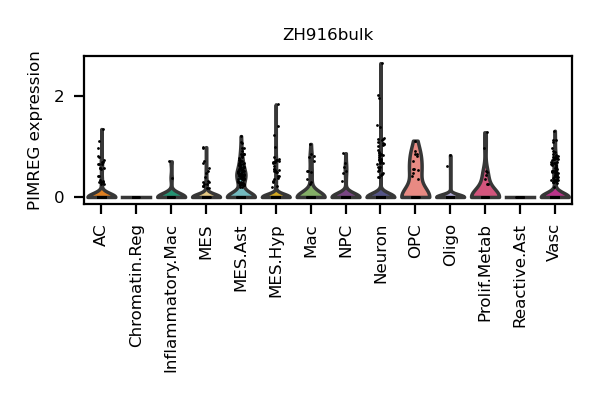 ZH916bulk
PIMREG expression
2
0
AC
Chromatin.Reg
Inflammatory.Mac
MES
MES.Ast
MES.Hyp
Mac
NPC
Neuron
OPC
Oligo
Prolif.Metab
Reactive.Ast
Vasc